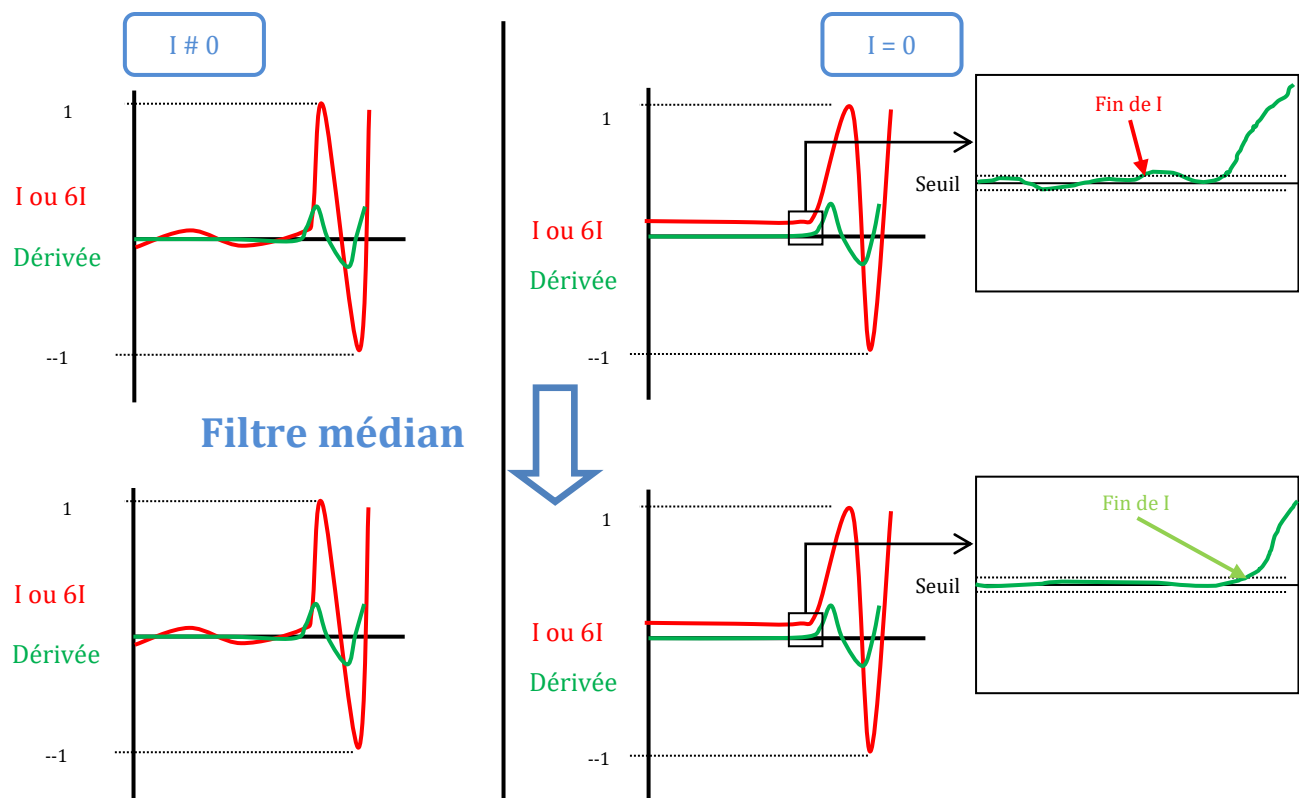 I # 0
I = 0
1
I ou 6I
Dérivée
--1
1
I ou 6I
Dérivée
--1
Fin de I
Seuil
Filtre médian
1
I ou 6I
Dérivée
--1
1
I ou 6I
Dérivée
--1
Fin de I
Seuil